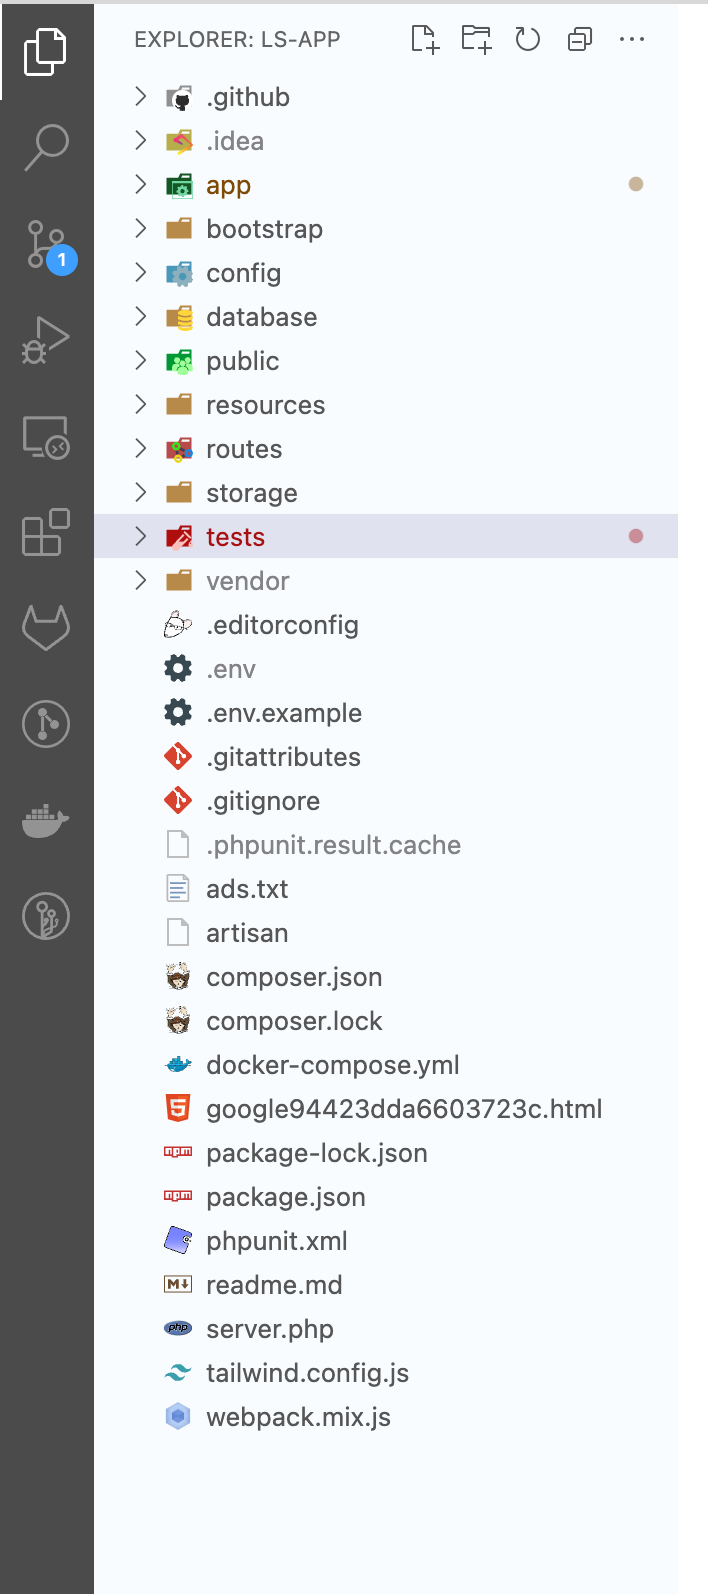 EXPLORER: LS-APP
.github
.idea
app
1
bootstrap
config
database
public
resources
routes
storage
tests
vendor
.editorconfig
.env
.env.example
.gitattributes
.gitignore
.phpunit.result.cache
ads.txt
artisan
composer.json
composer.lock
docker-compose.yml
google94423dda6603723c.html
package-lock.json
package.json
phpunit.xml
readme.md
server.php
tailwind.config.js
webpack.mix.js